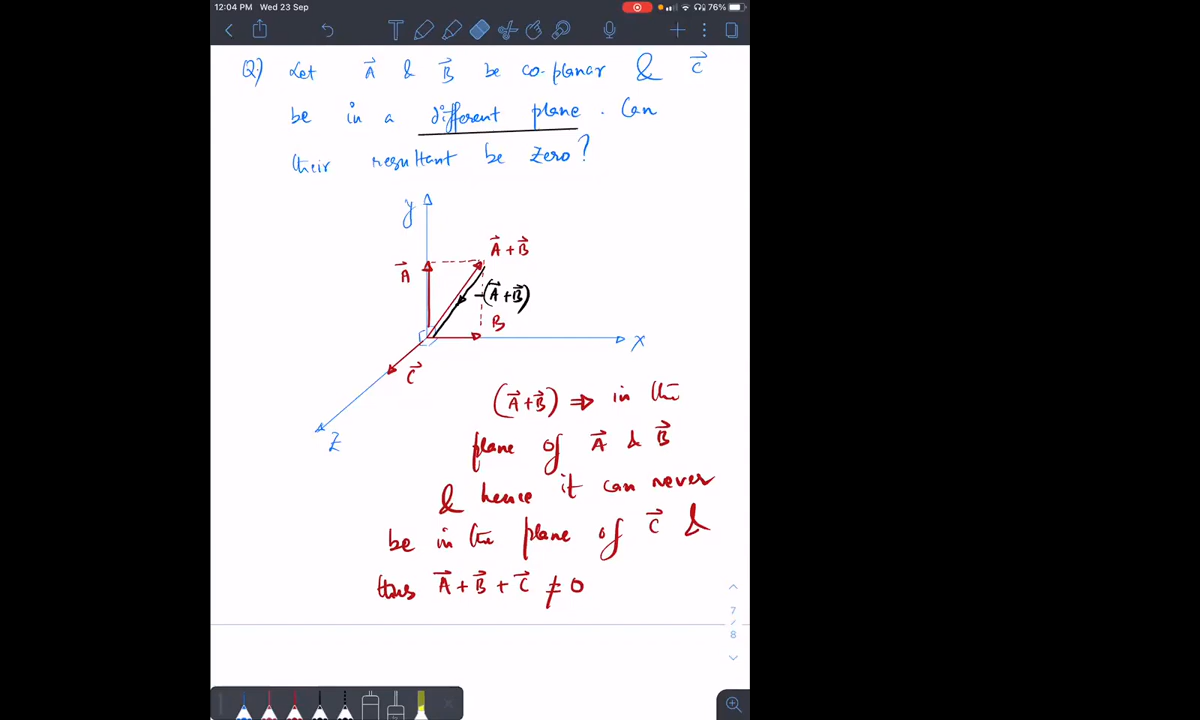 12:04 PM Wed 23 Sep
76%
Q.) Let A⃗ & B⃗ be co-planar & C⃗
be in a different plane. Can
their resultant be zero?
y
A⃗ + B⃗
A⃗
-(A⃗ + B⃗)
B
X
C⃗
Z
(A⃗ + B⃗) ⇒ in the
plane of A⃗ & B⃗
& hence it can never
be in the plane of C⃗ &
thus A⃗ + B⃗ + C⃗ ≠ 0
7
/
8